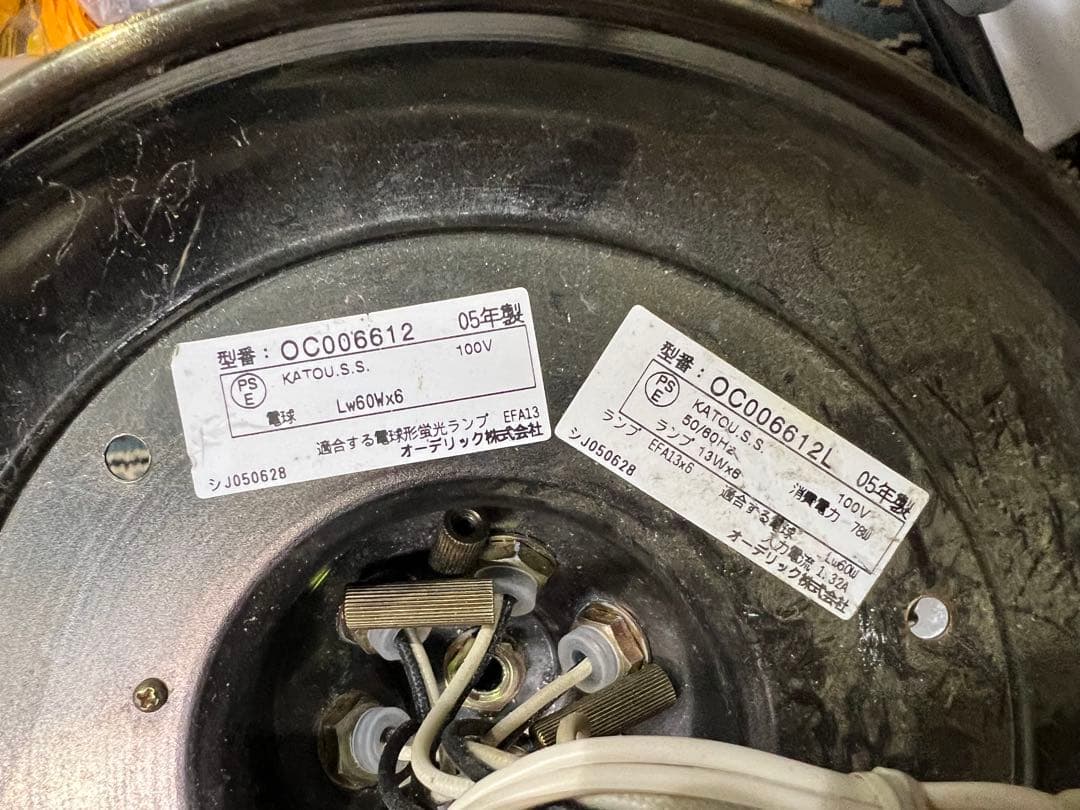 型番：OC006612 05年製
PS
E
KATOU.S.S. 100V
電球 Lw60Wx6
適合する電球形蛍光ランプ EFA13
オーデリック株式会社
シJ050628
型番：OC006612L 05年製
PS
E
KATOU.S.S. 100V
50/60Hz 消費電力 78W
ランプ 13Wx6
ランプ EFA13x6
適合する電球 Lw60W
入力電流 1.32A
オーデリック株式会社
シJ050628